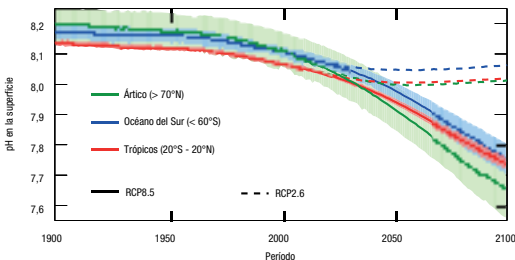 8,2
8,1
8,0
7,9
7,8
7,7
7,6
pH en la superficie
Ártico (> 70°N)
Océano del Sur (< 60°S)
Trópicos (20°S - 20°N)
RCP8.5
RCP2.6
1900
1950
2000
2050
2100
Período